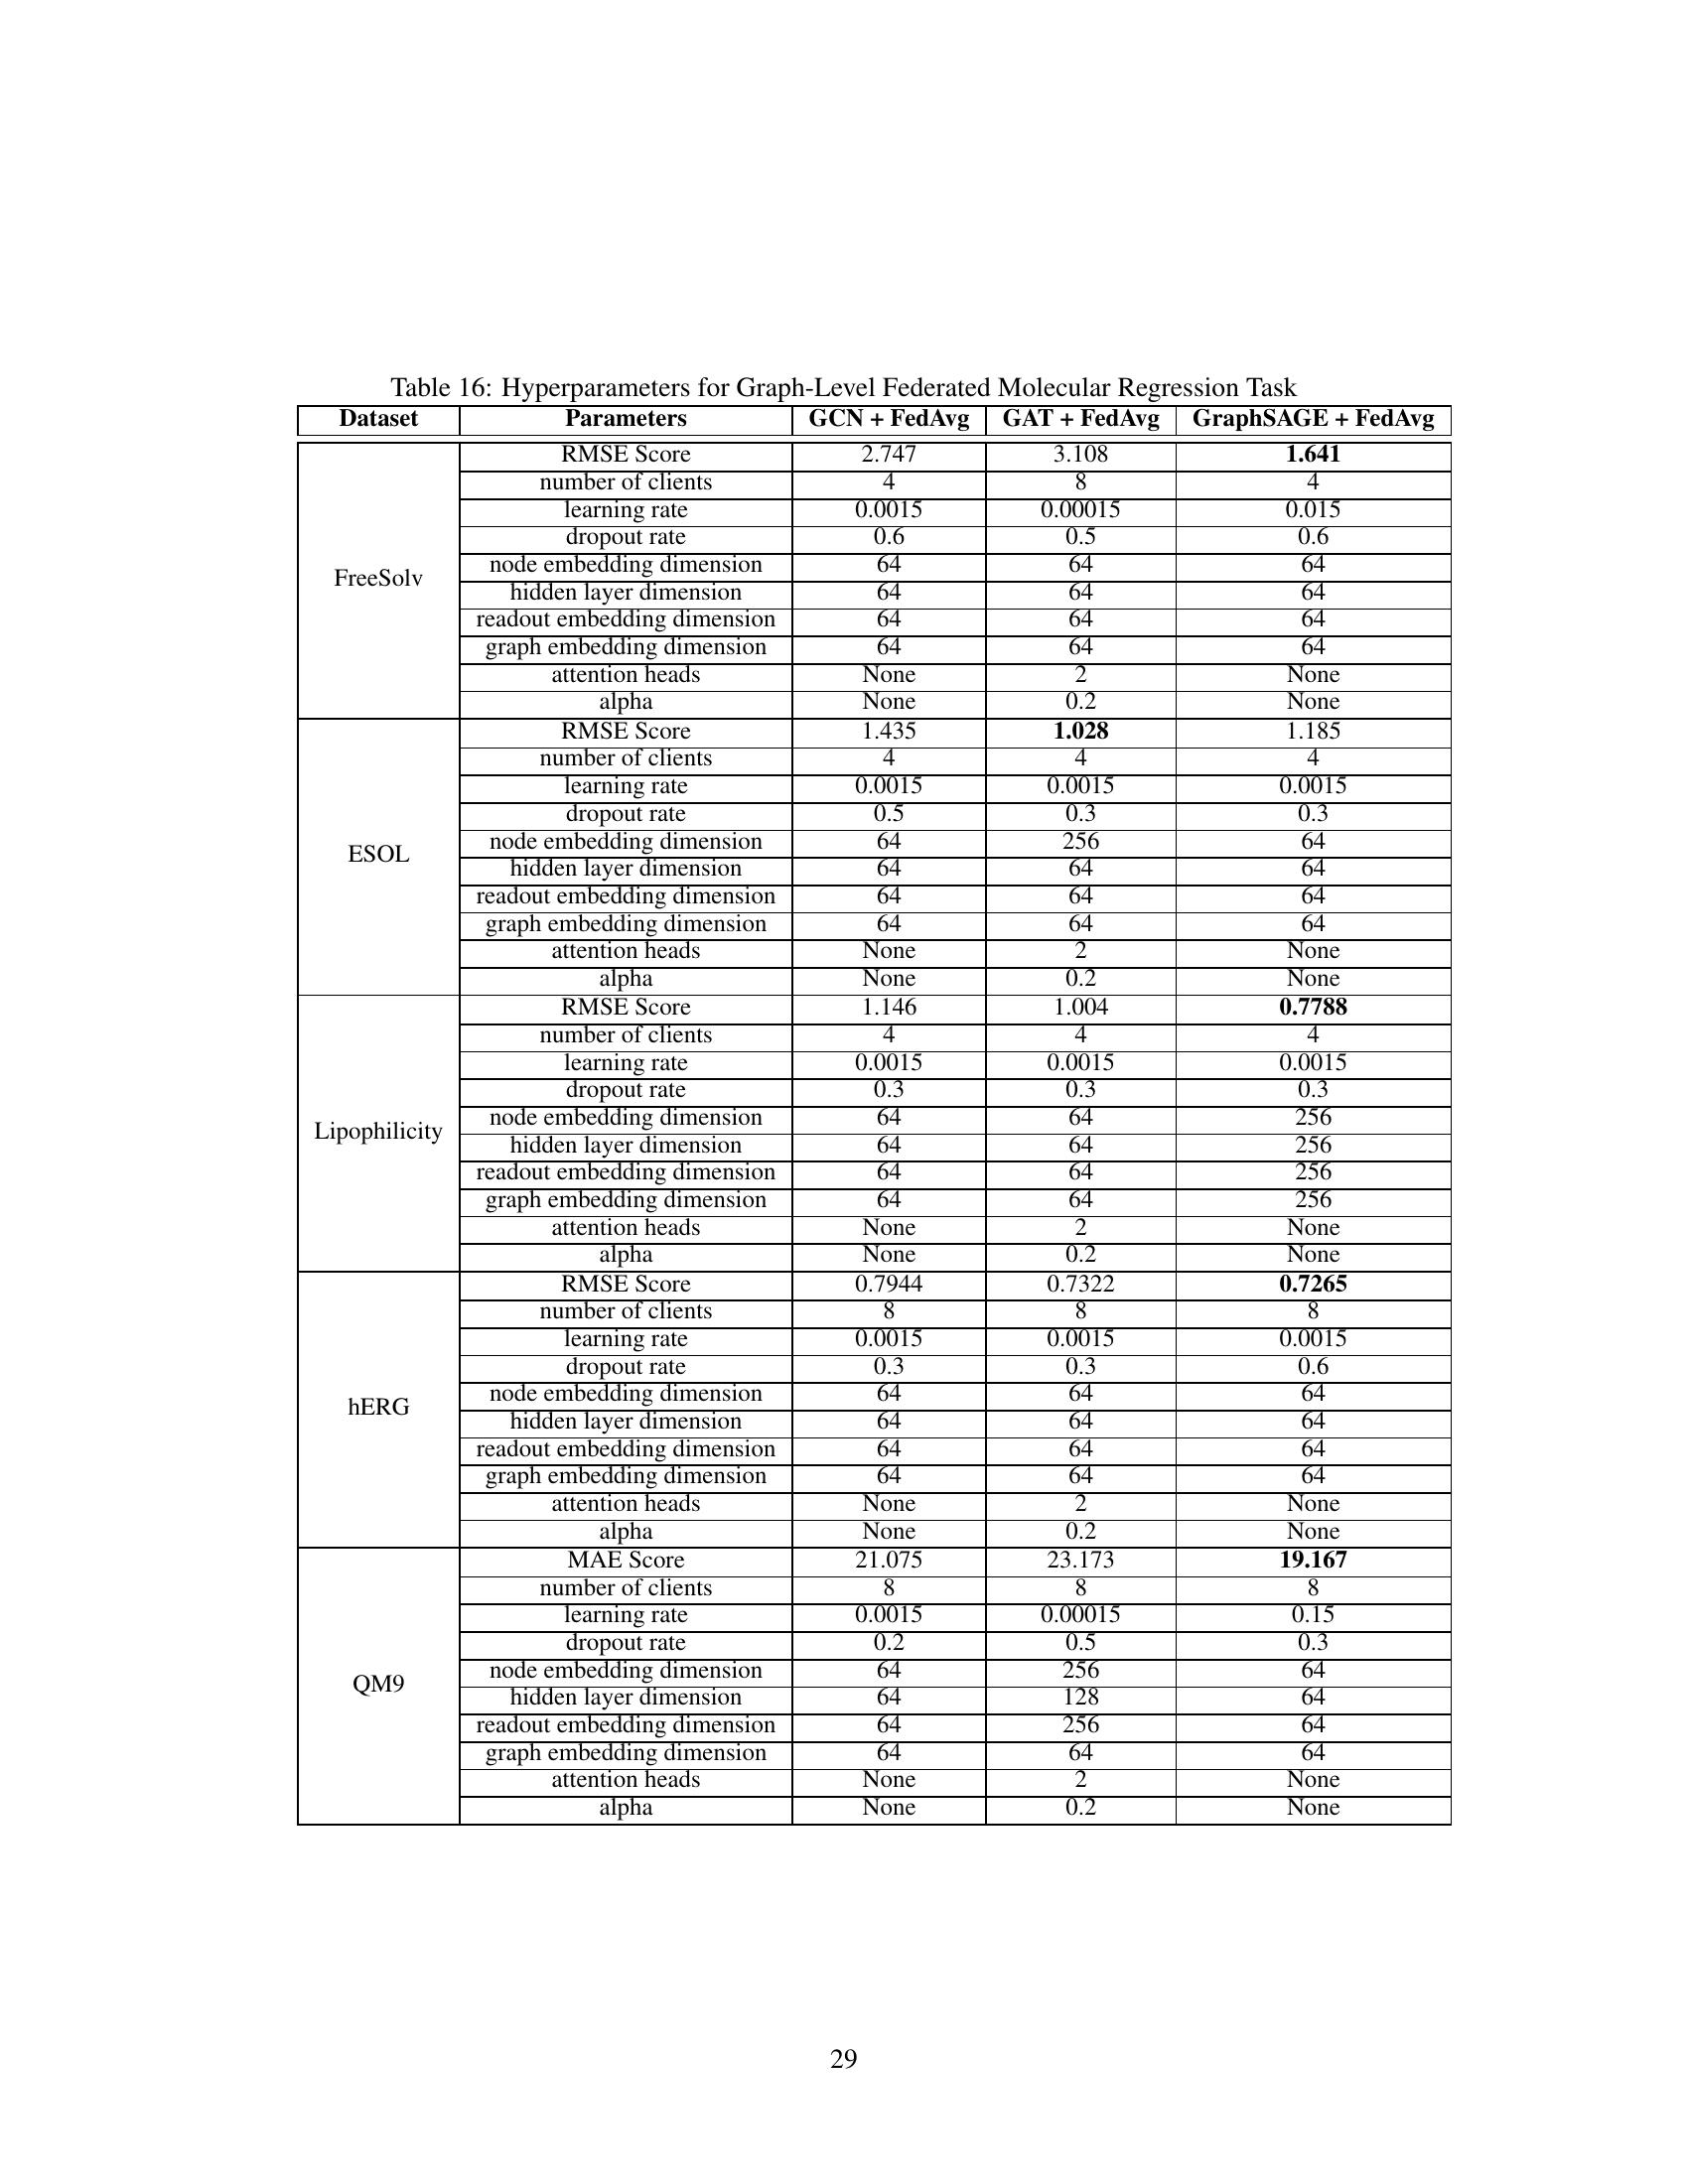 Table 16: Hyperparameters for Graph-Level Federated Molecular Regression Task
Dataset Parameters GCN + FedAvg GAT + FedAvg GraphSAGE + FedAvg
FreeSolv
RMSE Score 2.747 3.108 1.641
number of clients 4 8 4
learning rate 0.0015 0.00015 0.015
dropout rate 0.6 0.5 0.6
node embedding dimension 64 64 64
hidden layer dimension 64 64 64
readout embedding dimension 64 64 64
graph embedding dimension 64 64 64
attention heads None 2 None
alpha None 0.2 None
ESOL
RMSE Score 1.435 1.028 1.185
number of clients 4 4 4
learning rate 0.0015 0.0015 0.0015
dropout rate 0.5 0.3 0.3
node embedding dimension 64 256 64
hidden layer dimension 64 64 64
readout embedding dimension 64 64 64
graph embedding dimension 64 64 64
attention heads None 2 None
alpha None 0.2 None
Lipophilicity
RMSE Score 1.146 1.004 0.7788
number of clients 4 4 4
learning rate 0.0015 0.0015 0.0015
dropout rate 0.3 0.3 0.3
node embedding dimension 64 64 256
hidden layer dimension 64 64 256
readout embedding dimension 64 64 256
graph embedding dimension 64 64 256
attention heads None 2 None
alpha None 0.2 None
hERG
RMSE Score 0.7944 0.7322 0.7265
number of clients 8 8 8
learning rate 0.0015 0.0015 0.0015
dropout rate 0.3 0.3 0.6
node embedding dimension 64 64 64
hidden layer dimension 64 64 64
readout embedding dimension 64 64 64
graph embedding dimension 64 64 64
attention heads None 2 None
alpha None 0.2 None
QM9
MAE Score 21.075 23.173 19.167
number of clients 8 8 8
learning rate 0.0015 0.00015 0.15
dropout rate 0.2 0.5 0.3
node embedding dimension 64 256 64
hidden layer dimension 64 128 64
readout embedding dimension 64 256 64
graph embedding dimension 64 64 64
attention heads None 2 None
alpha None 0.2 None
29